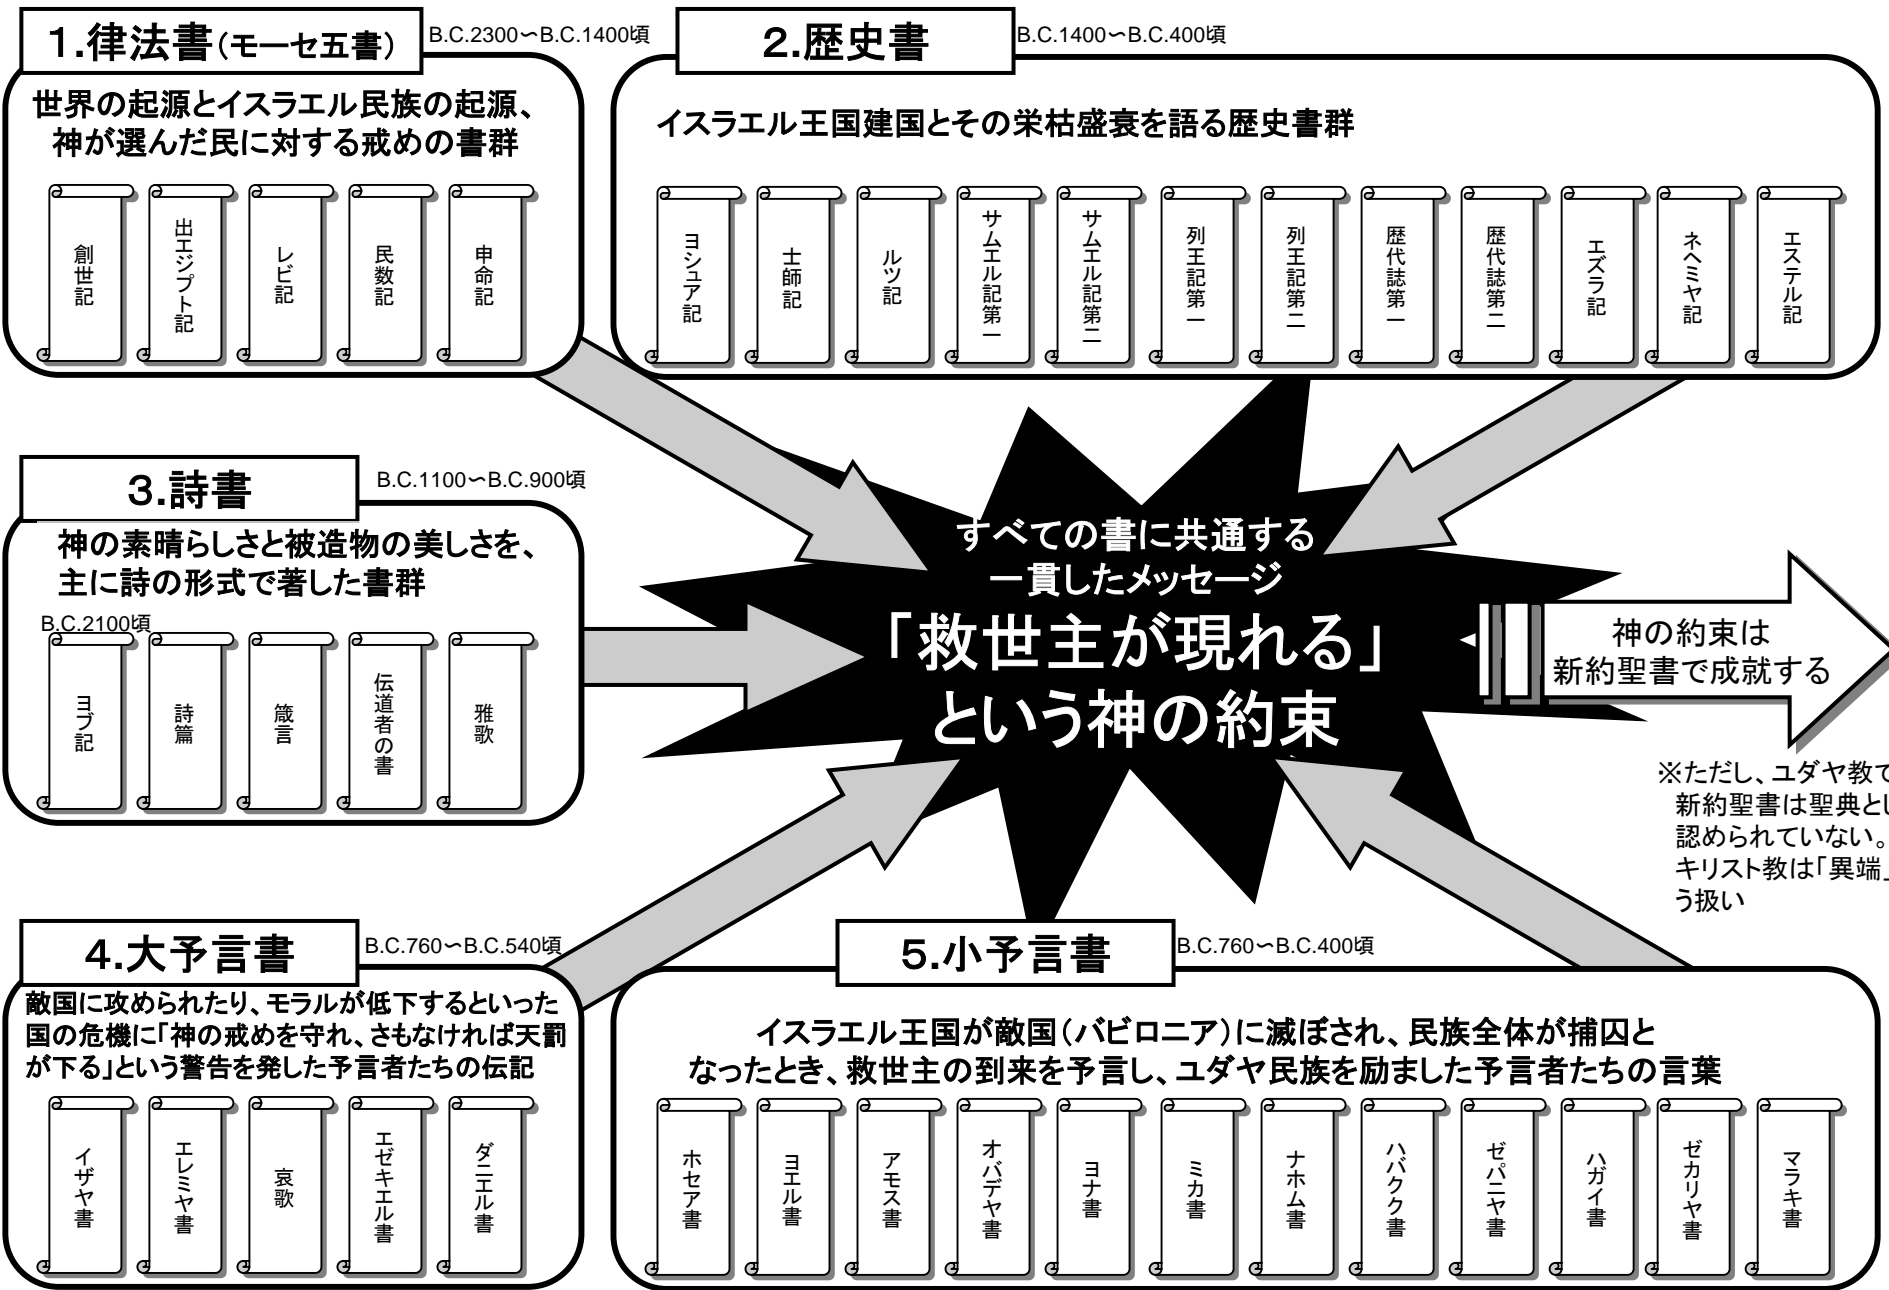 1.律法書(モーセ五書)
B.C.2300～B.C.1400頃
世界の起源とイスラエル民族の起源、
神が選んだ民に対する戒めの書群
創世記
出エジプト記
レビ記
民数記
申命記
2.歴史書
B.C.1400～B.C.400頃
イスラエル王国建国とその栄枯盛衰を語る歴史書群
ヨシュア記
士師記
ルツ記
サムエル記第一
サムエル記第二
列王記第一
列王記第二
歴代誌第一
歴代誌第二
エズラ記
ネヘミヤ記
エステル記
3.詩書
B.C.1100～B.C.900頃
神の素晴らしさと被造物の美しさを、
主に詩の形式で著した書群
B.C.2100頃
ヨブ記
詩篇
箴言
伝道者の書
雅歌
すべての書に共通する
一貫したメッセージ
「救世主が現れる」
という神の約束
神の約束は
新約聖書で成就する
※ただし、ユダヤ教で
新約聖書は聖典とし
認められていない。
キリスト教は「異端」
う扱い
4.大予言書
B.C.760～B.C.540頃
敵国に攻められたり、モラルが低下するといった
国の危機に「神の戒めを守れ、さもなければ天罰
が下る」という警告を発した予言者たちの伝記
イザヤ書
エレミヤ書
哀歌
エゼキエル書
ダニエル書
5.小予言書
B.C.760～B.C.400頃
イスラエル王国が敵国（バビロニア）に滅ぼされ、民族全体が捕囚と
なったとき、救世主の到来を予言し、ユダヤ民族を励ました予言者たちの言葉
ホセア書
ヨエル書
アモス書
オバデヤ書
ヨナ書
ミカ書
ナホム書
ハバクク書
ゼパニヤ書
ハガイ書
ゼカリヤ書
マラキ書